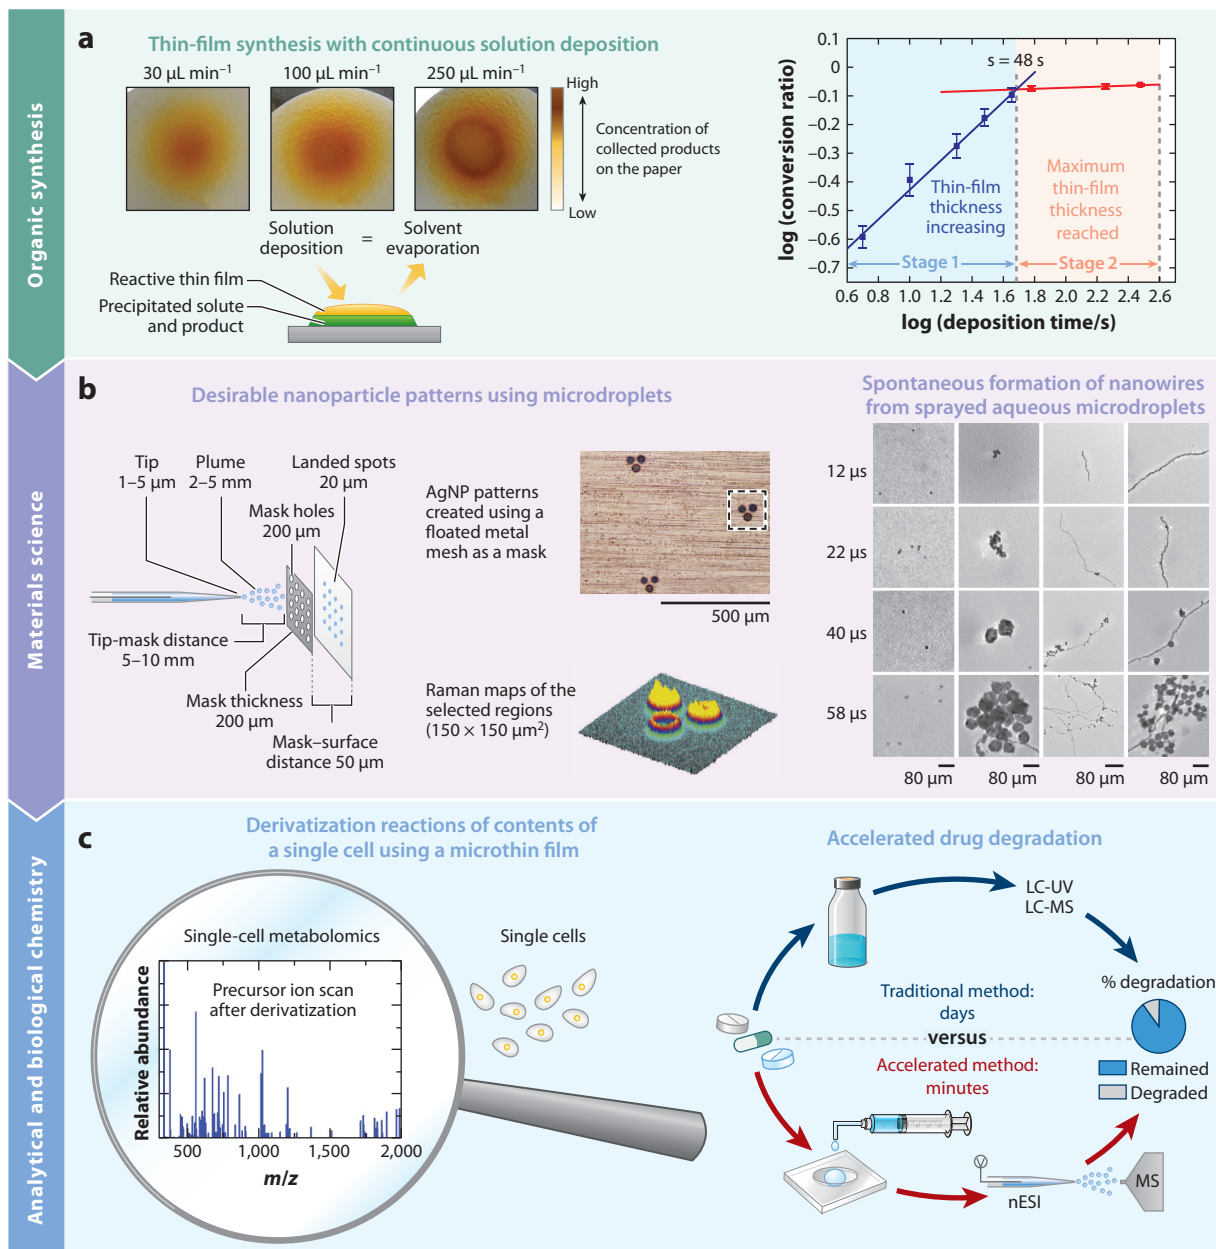 Organic synthesis
a
Thin-film synthesis with continuous solution deposition
30 μL min⁻¹
100 μL min⁻¹
250 μL min⁻¹
High
Concentration of
collected products
on the paper
Low
Solution
deposition
=
Solvent
evaporation
Reactive thin film
Precipitated solute
and product
log (conversion ratio)
0.1
0
−0.1
−0.2
−0.3
−0.4
−0.5
−0.6
−0.7
s = 48 s
Thin-film
thickness
increasing
Maximum
thin-film
thickness
reached
Stage 1
Stage 2
0.6 0.8 1.0 1.2 1.4 1.6 1.8 2.0 2.2 2.4 2.6
log (deposition time/s)
Materials science
b
Desirable nanoparticle patterns using microdroplets
Tip
1–5 μm
Plume
2–5 mm
Landed spots
20 μm
Mask holes
200 μm
Tip-mask distance
5–10 mm
Mask thickness
200 μm
Mask–surface
distance 50 μm
AgNP patterns
created using a
floated metal
mesh as a mask
500 μm
Raman maps of the
selected regions
(150 × 150 μm²)
Spontaneous formation of nanowires
from sprayed aqueous microdroplets
12 μs
22 μs
40 μs
58 μs
80 μm 80 μm 80 μm 80 μm
Analytical and biological chemistry
c
Derivatization reactions of contents of
a single cell using a microthin film
Single-cell metabolomics
Precursor ion scan
after derivatization
Relative abundance
500 1,000 1,500 2,000
m/z
Single cells
Accelerated drug degradation
LC-UV
LC-MS
Traditional method:
days
versus
Accelerated method:
minutes
% degradation
Remained
Degraded
V
nESI
MS